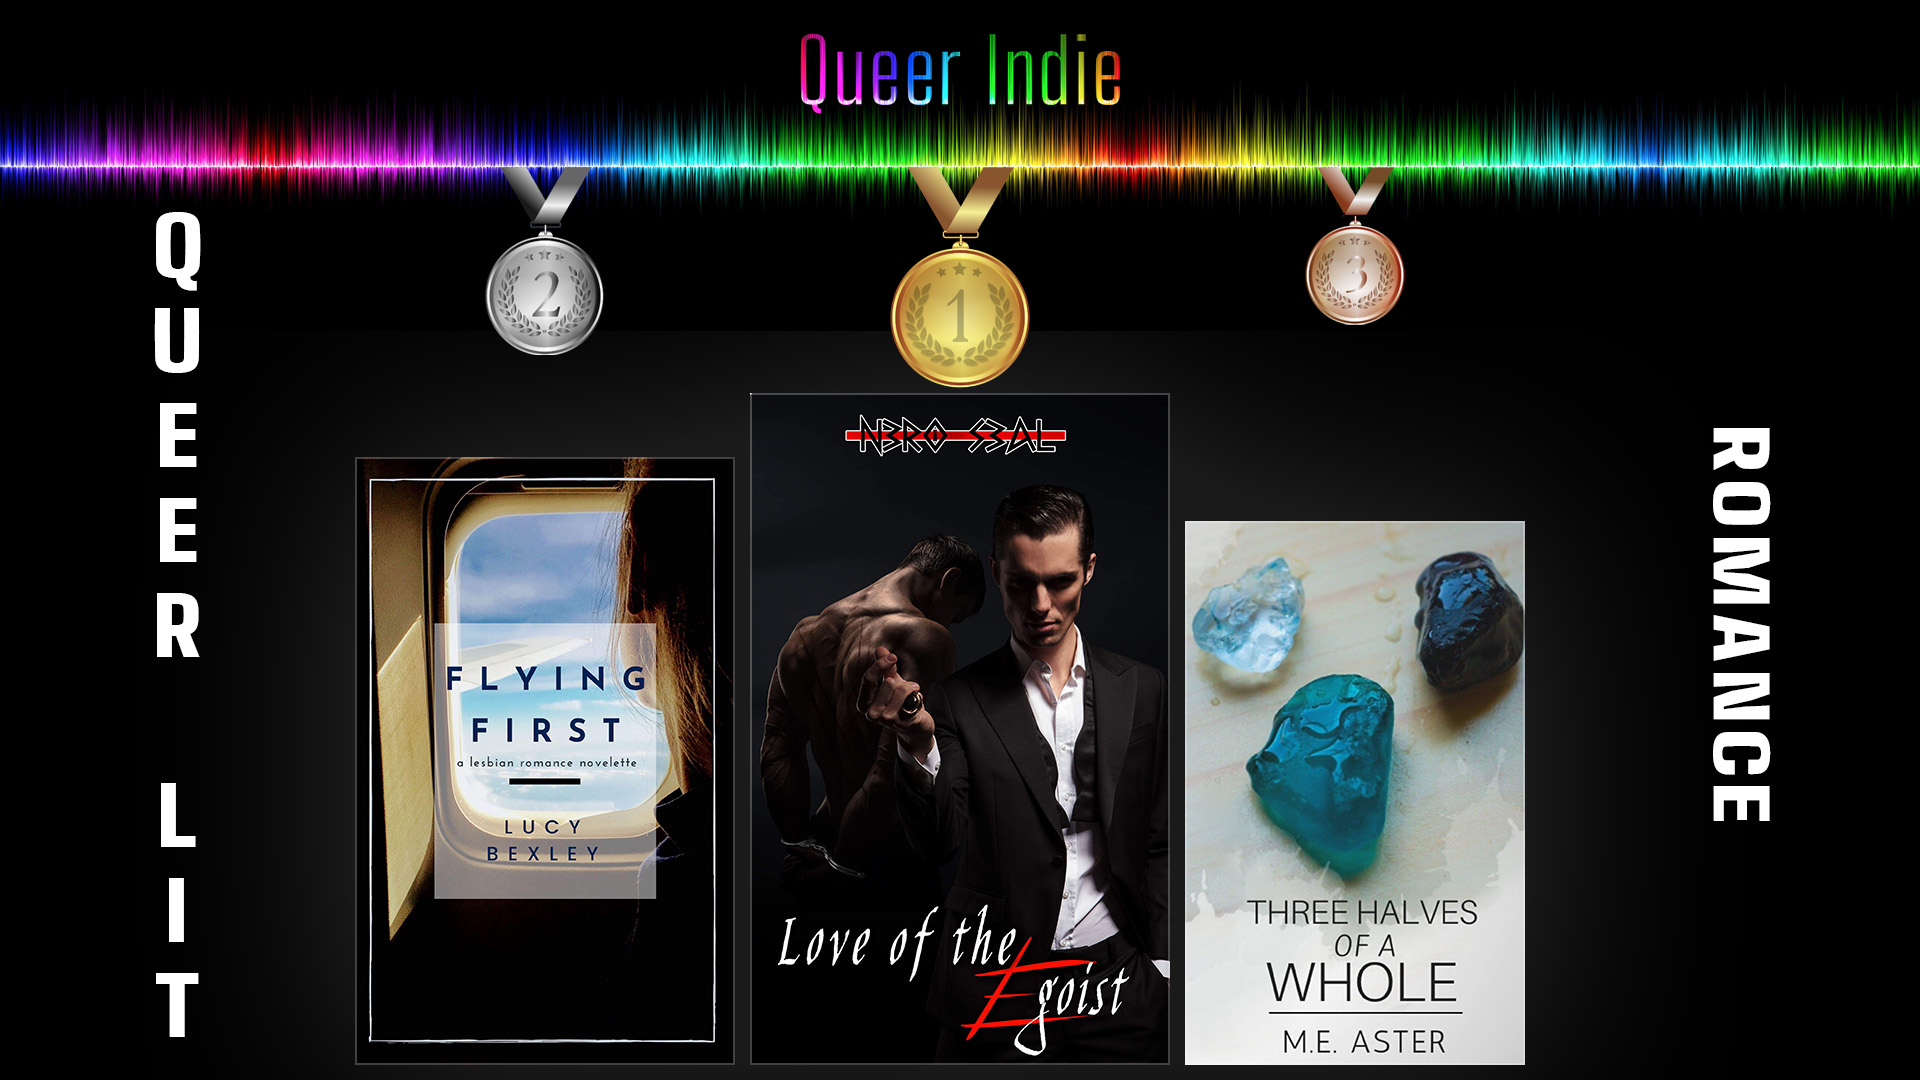 Queer Indie
QUEER LIT
2
1
3
ROMANCE
FLYING
FIRST
a lesbian romance novelette
LUCY
BEXLEY
NERO SEAL
Love of the
Egoist
THREE HALVES
OF A
WHOLE
M.E. ASTER